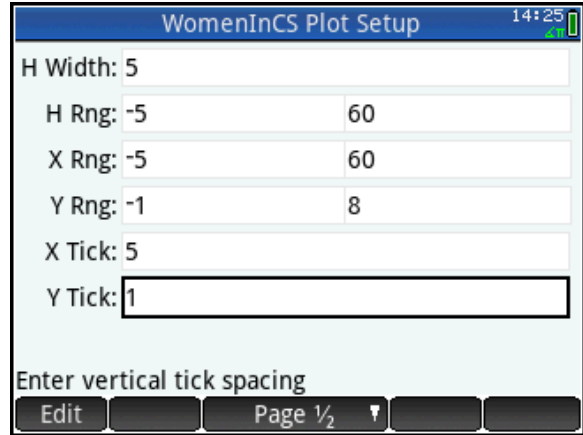 WomenInCS Plot Setup 14:25
∡π
H Width: 5
H Rng: -5 60
X Rng: -5 60
Y Rng: -1 8
X Tick: 5
Y Tick: 1
Enter vertical tick spacing
Edit Page ½